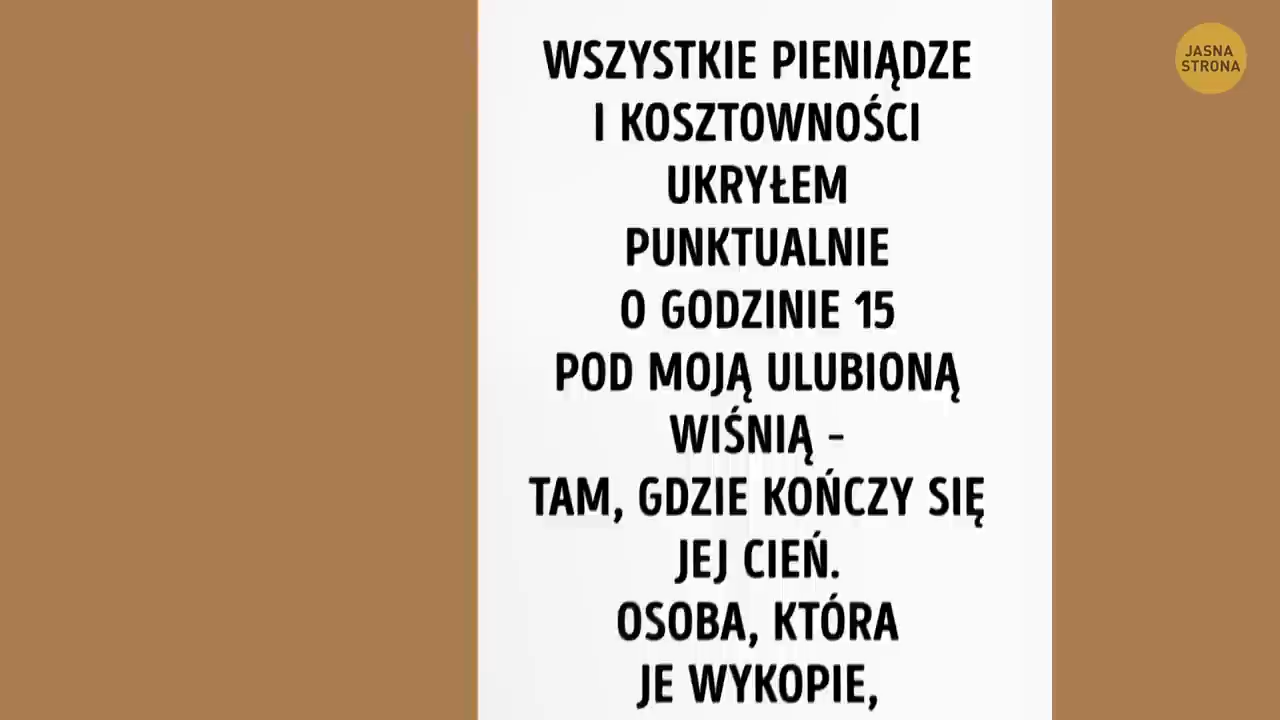 JASNA
STRONA
WSZYSTKIE PIENIĄDZE
I KOSZTOWNOŚCI
UKRYŁEM
PUNKTUALNIE
O GODZINIE 15
POD MOJĄ ULUBIONĄ
WIŚNIĄ -
TAM, GDZIE KOŃCZY SIĘ
JEJ CIEŃ.
OSOBA, KTÓRA
JE WYKOPIE,